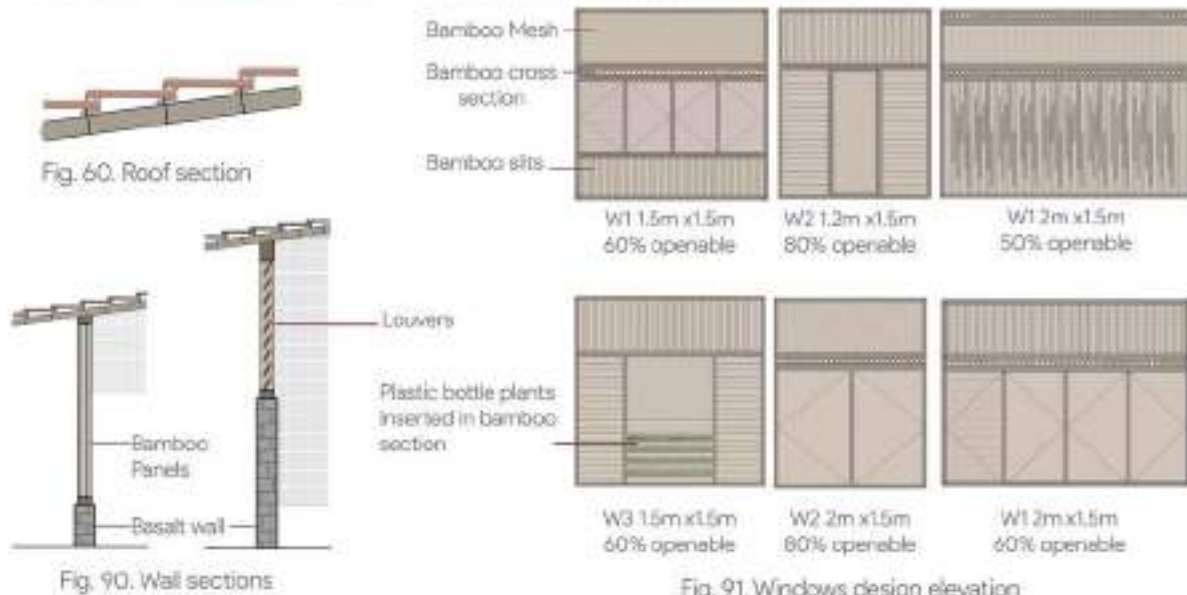 Fig. 60. Roof section
Bamboo Mesh
Bamboo cross
section
Bamboo slits
W1 1.5m x1.5m
60% openable
W2 1.2m x1.5m
80% openable
W1 2m x1.5m
50% openable
Louvers
Bamboo
Panels
Basalt wall
Fig. 90. Wall sections
Plastic bottle plants
inserted in bamboo
section
W3 1.5m x1.5m
60% openable
W2 2m x1.5m
80% openable
W1 2m x1.5m
60% openable
Fig. 91. Windows design elevation